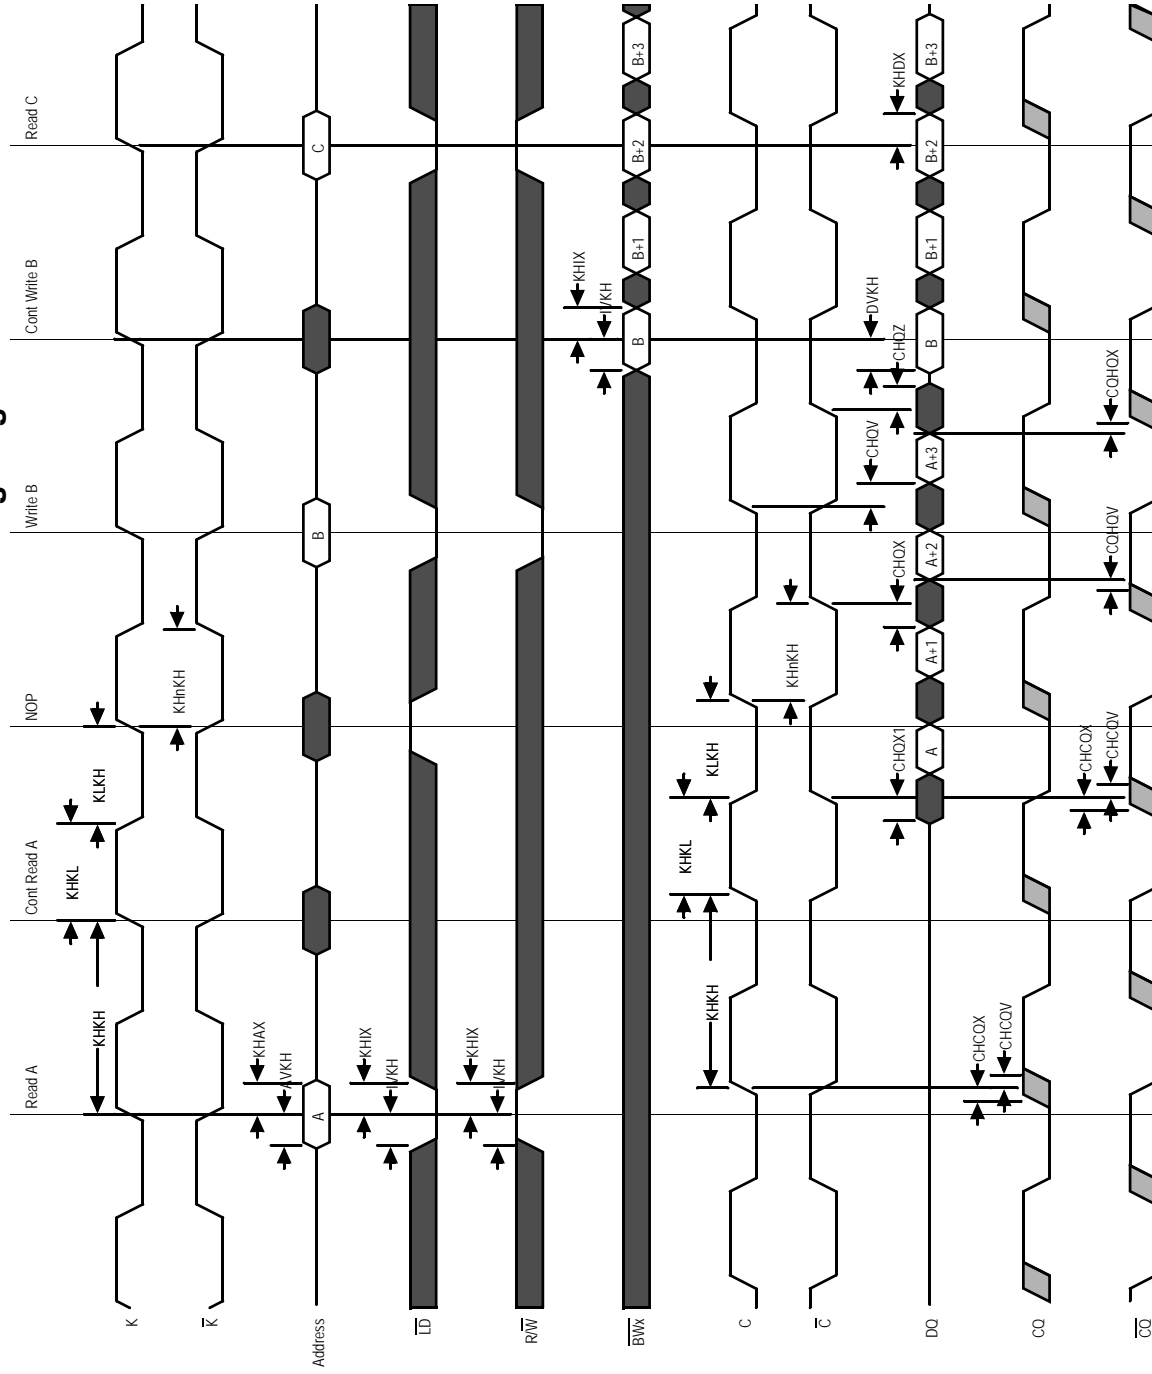 Read A
Cont Read A
NOP
Write B
Cont Write B
Read C
KHKH
KHKL
KLKH
K
KHnKH
K
KHAX
AVKH
Address
A
B
C
KHIX
IVKH
LD
KHIX
IVKH
R/W
KHIX
IVKH
BWx
B
B+1
B+2
B+3
KHKH
KHKL
KLKH
C
KHnKH
C
CHQX1
CHQX
CHQV
CHQZ
DVKH
KHDX
DQ
A
A+1
A+2
A+3
B
B+1
B+2
B+3
CHCQX
CHCQV
CQ
CHCQX
CHCQV
CQHQV
CQHQX
CQ